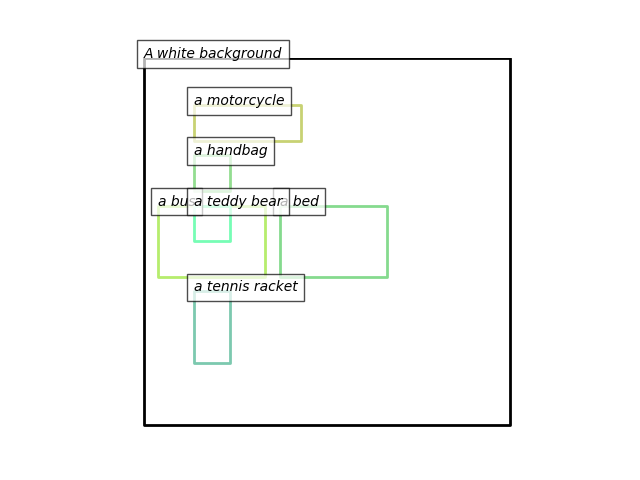 A white background
a motorcycle
a handbag
a bus
a teddy bear
a bed
a tennis racket